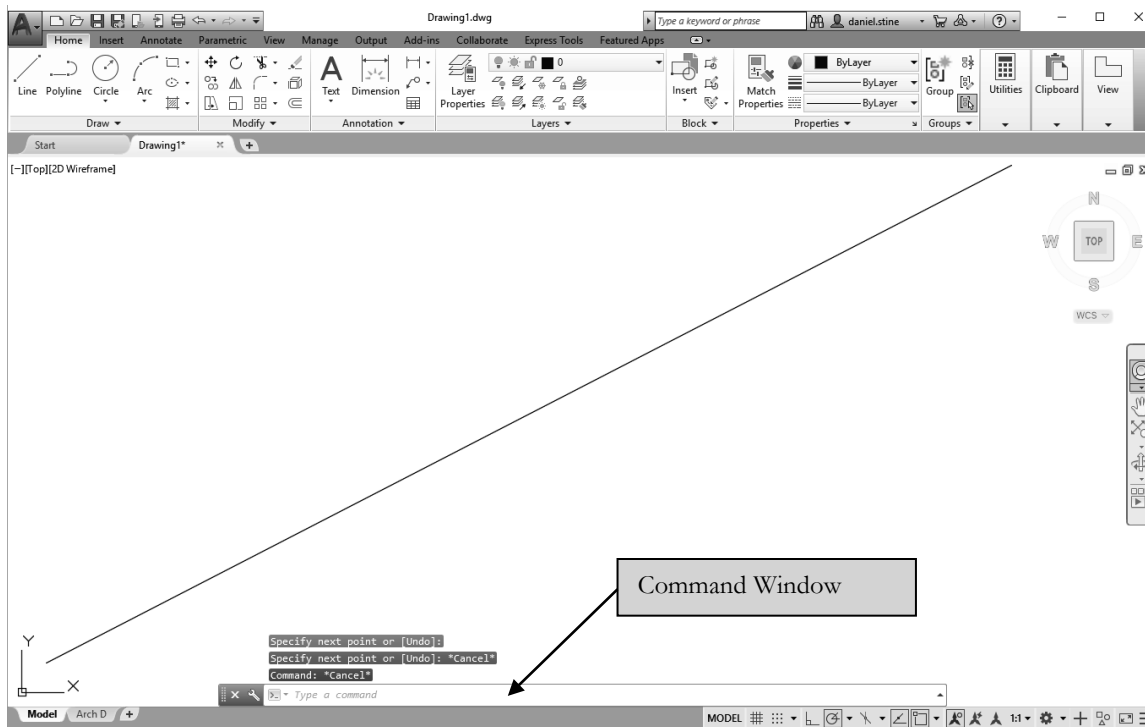 Drawing1.dwg
Type a keyword or phrase
daniel.stine
Home Insert Annotate Parametric View Manage Output Add-ins Collaborate Express Tools Featured Apps
Line Polyline Circle Arc
Text Dimension
Layer Properties
0
Insert
Match Properties
ByLayer
ByLayer
ByLayer
Group
Utilities
Clipboard
View
Draw Modify Annotation Layers Block Properties Groups
Start Drawing1*
[−][Top][2D Wireframe]
N
W TOP E
S
WCS
Command Window
Y
X
Specify next point or [Undo]:
Specify next point or [Undo]: *Cancel*
Command: *Cancel*
Type a command
Model Arch D +
MODEL 1:1